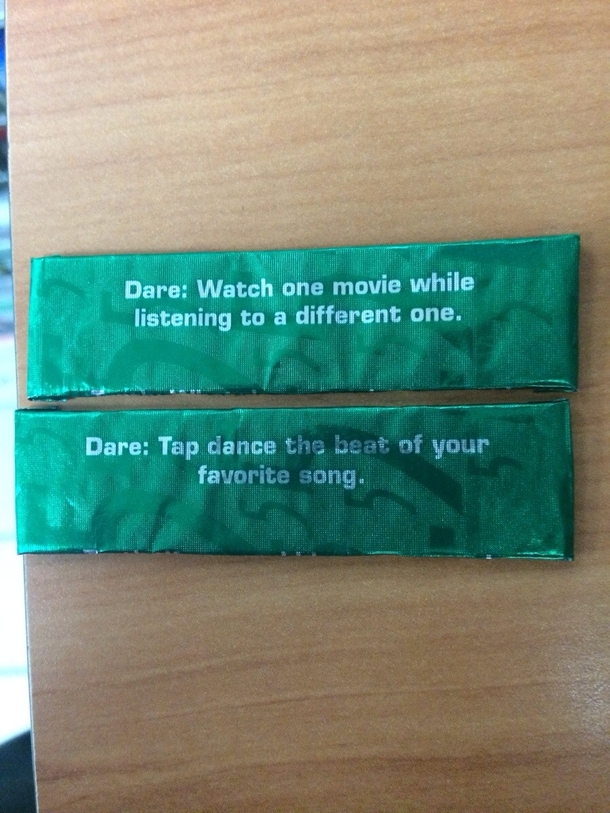 Dare: Watch one movie while
listening to a different one.
Dare: Tap dance the beat of your
favorite song.